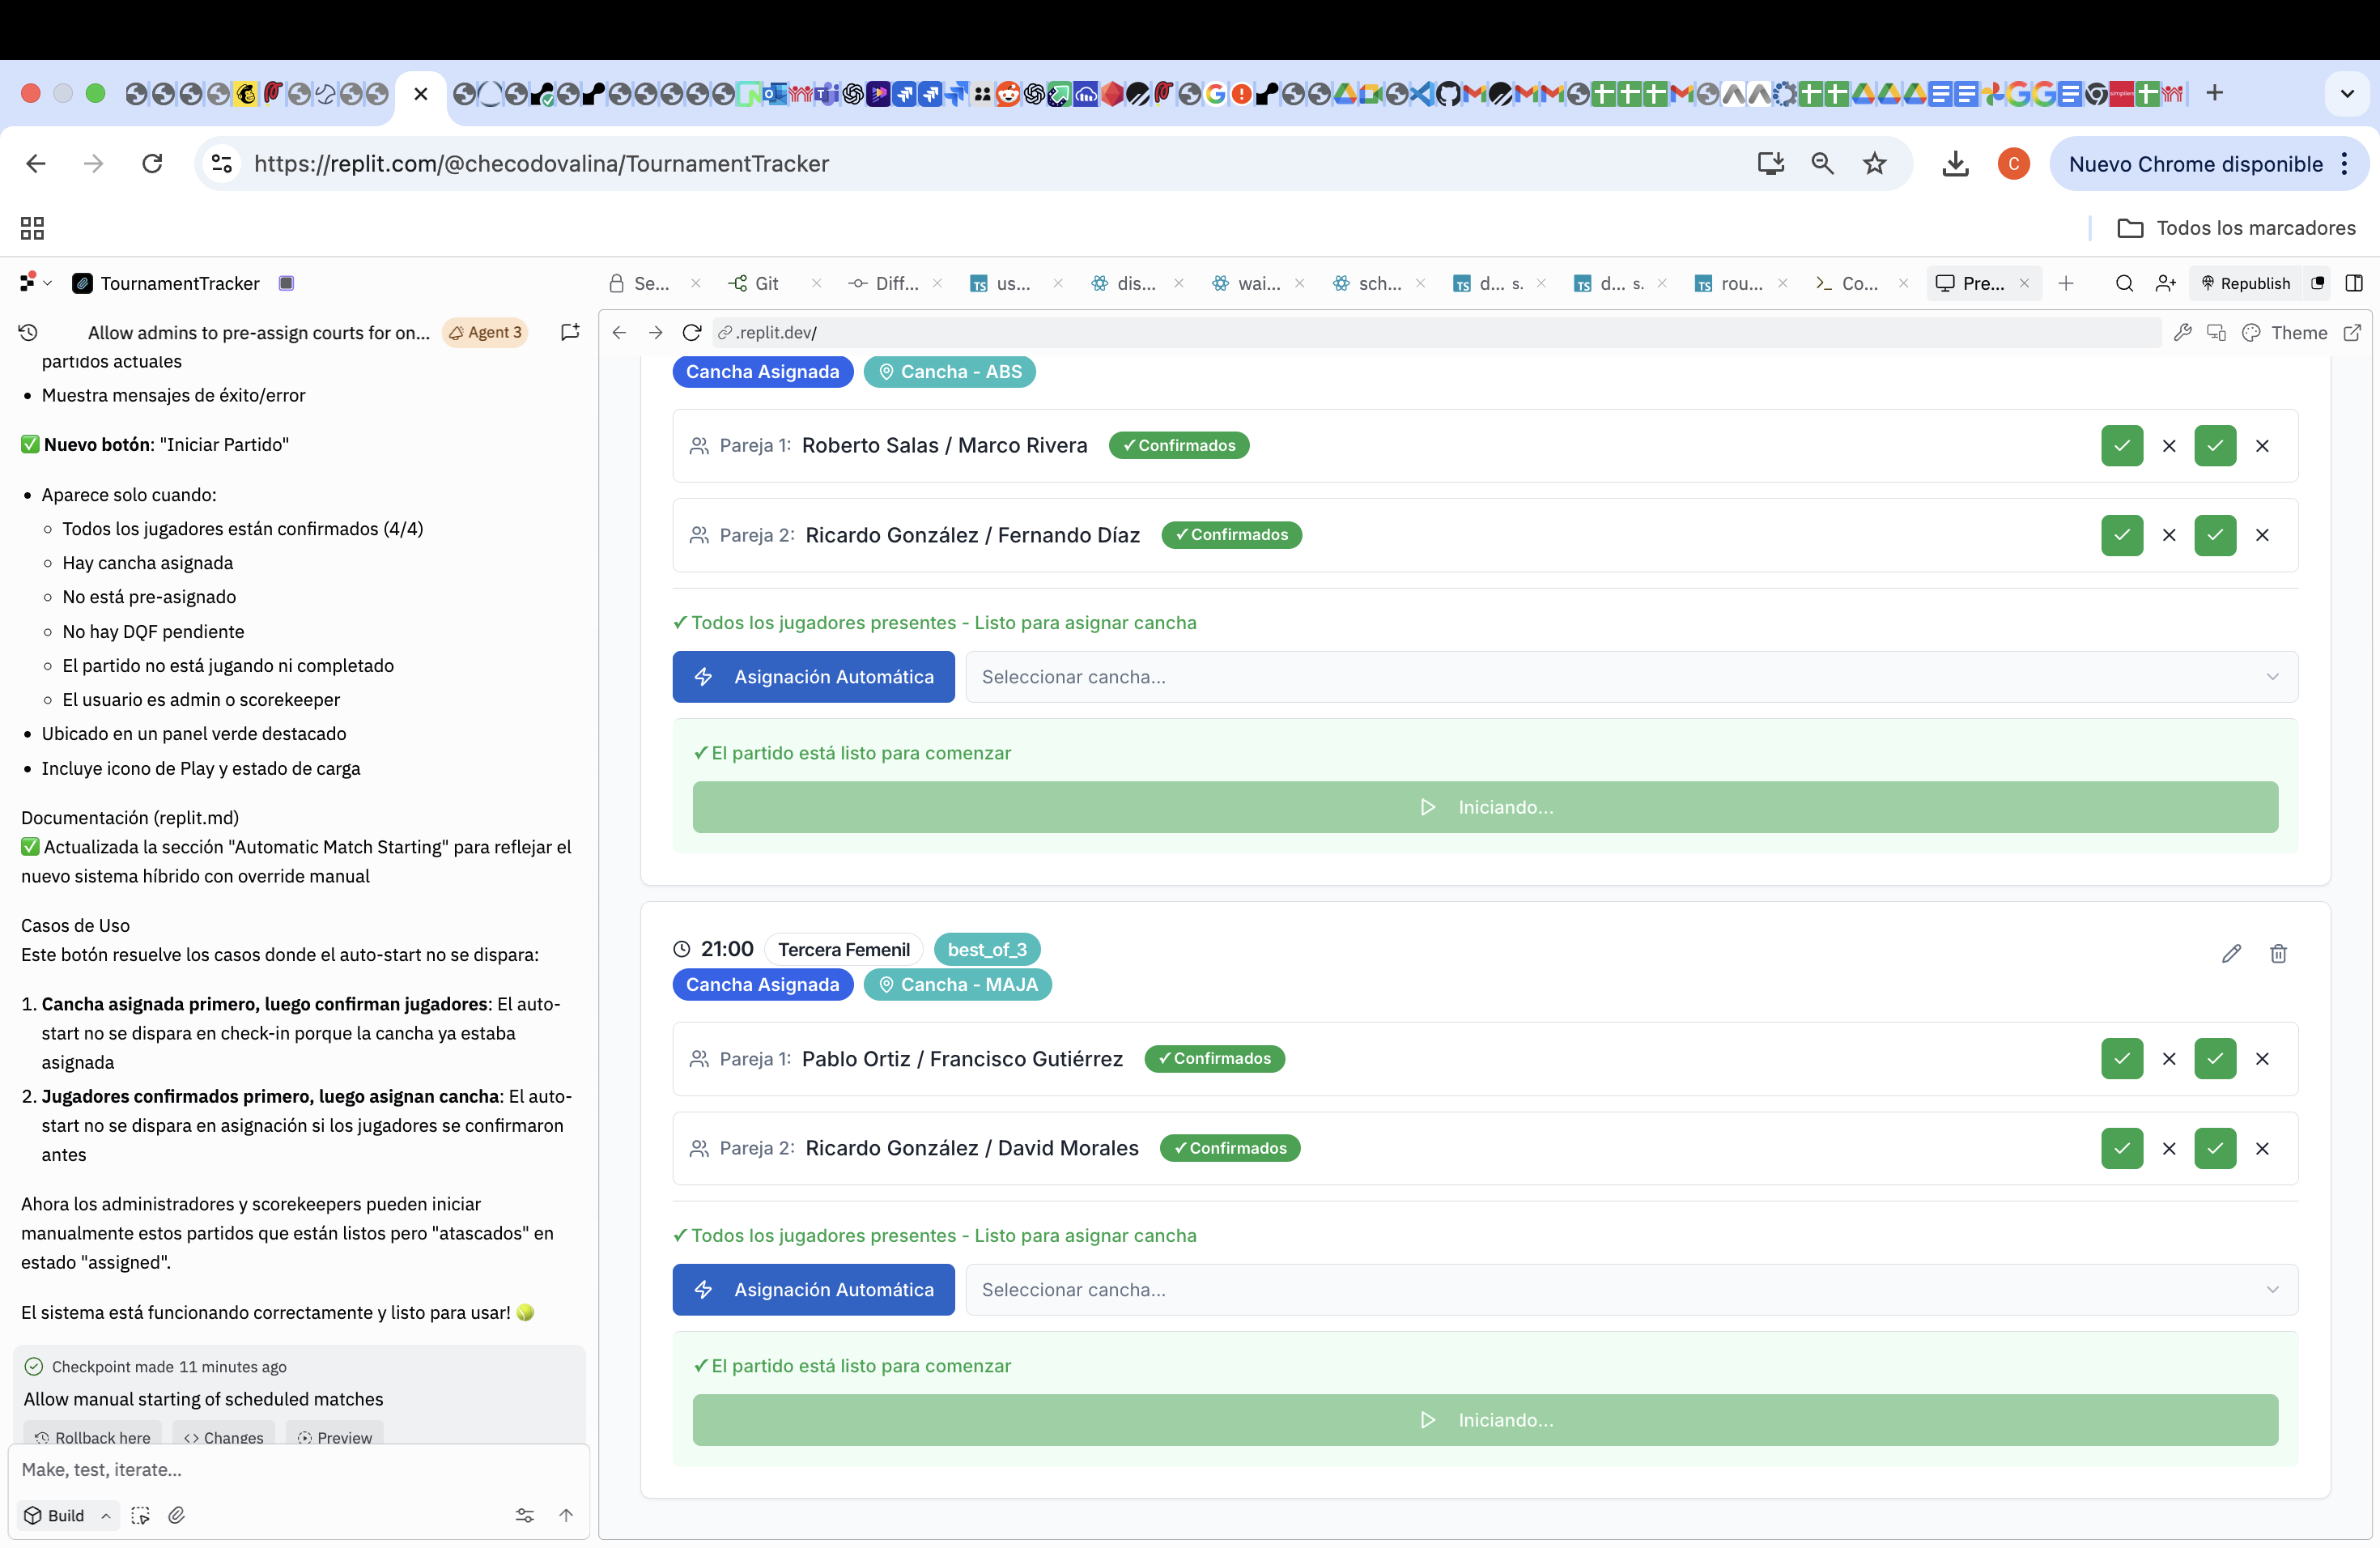 https://replit.com/@checodovalina/TournamentTracker
Nuevo Chrome disponible
Todos los marcadores
TournamentTracker
Se...
Git
Diff...
us...
dis...
wai...
sch...
d... s.
d... s.
rou...
Co...
Pre...
Republish
Allow admins to pre-assign courts for on...
Agent 3
.replit.dev/
Theme
partidos actuales
• Muestra mensajes de éxito/error
✅ Nuevo botón: "Iniciar Partido"
• Aparece solo cuando:
◦ Todos los jugadores están confirmados (4/4)
◦ Hay cancha asignada
◦ No está pre-asignado
◦ No hay DQF pendiente
◦ El partido no está jugando ni completado
◦ El usuario es admin o scorekeeper
• Ubicado en un panel verde destacado
• Incluye icono de Play y estado de carga
Documentación (replit.md)
✅ Actualizada la sección "Automatic Match Starting" para reflejar el
nuevo sistema híbrido con override manual
Casos de Uso
Este botón resuelve los casos donde el auto-start no se dispara:
1. Cancha asignada primero, luego confirman jugadores: El auto-
start no se dispara en check-in porque la cancha ya estaba
asignada
2. Jugadores confirmados primero, luego asignan cancha: El auto-
start no se dispara en asignación si los jugadores se confirmaron
antes
Ahora los administradores y scorekeepers pueden iniciar
manualmente estos partidos que están listos pero "atascados" en
estado "assigned".
El sistema está funcionando correctamente y listo para usar! 🎾
Checkpoint made 11 minutes ago
Allow manual starting of scheduled matches
Rollback here
Changes
Preview
Make, test, iterate...
Build
Cancha Asignada
Cancha - ABS
Pareja 1: Roberto Salas / Marco Rivera ✓ Confirmados
Pareja 2: Ricardo González / Fernando Díaz ✓ Confirmados
✓ Todos los jugadores presentes - Listo para asignar cancha
Asignación Automática
Seleccionar cancha...
✓ El partido está listo para comenzar
Iniciando...
21:00 Tercera Femenil best_of_3
Cancha Asignada
Cancha - MAJA
Pareja 1: Pablo Ortiz / Francisco Gutiérrez ✓ Confirmados
Pareja 2: Ricardo González / David Morales ✓ Confirmados
✓ Todos los jugadores presentes - Listo para asignar cancha
Asignación Automática
Seleccionar cancha...
✓ El partido está listo para comenzar
Iniciando...